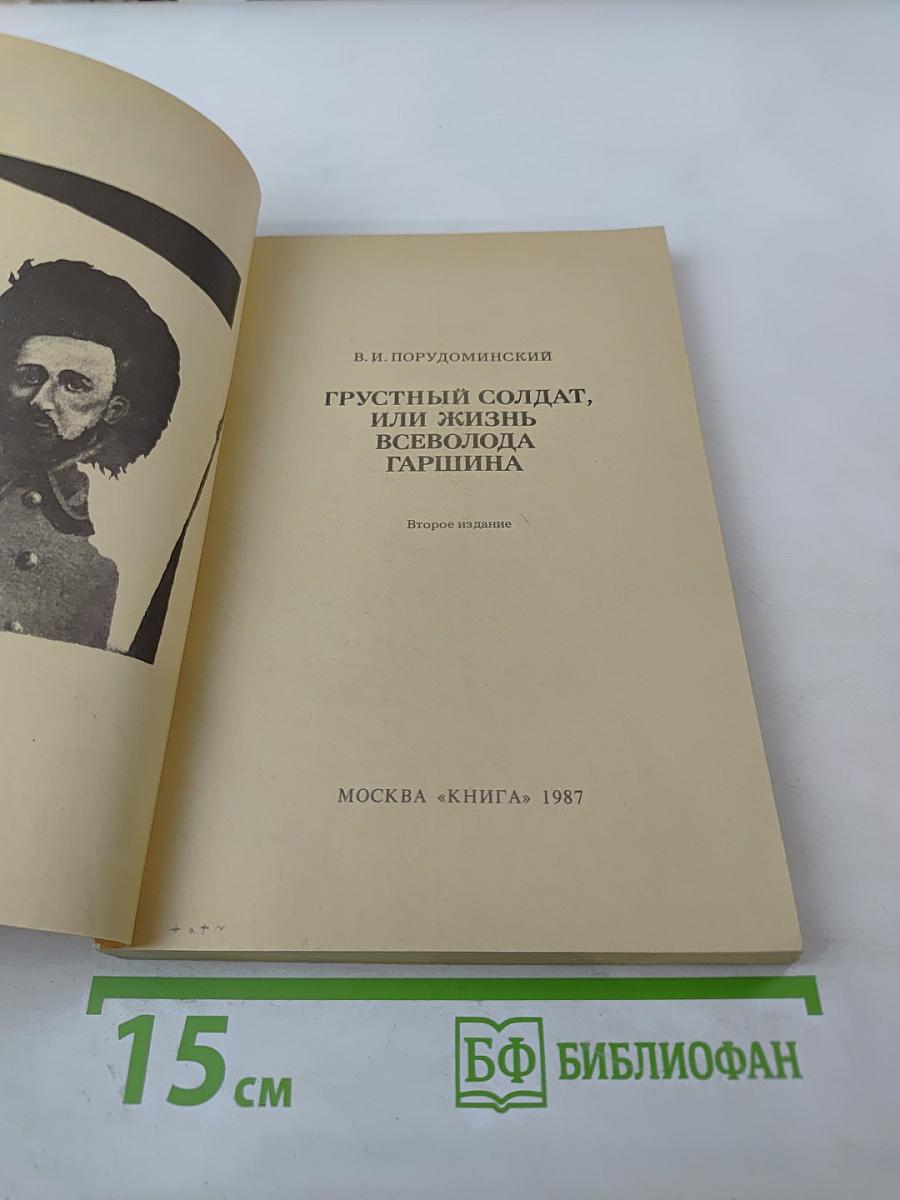 В. И. ПОРУДОМИНСКИЙ
ГРУСТНЫЙ СОЛДАТ,
ИЛИ ЖИЗНЬ
ВСЕВОЛОДА
ГАРШИНА
Второе издание
МОСКВА «КНИГА» 1987
15 см
БФ БИБЛИОФАН